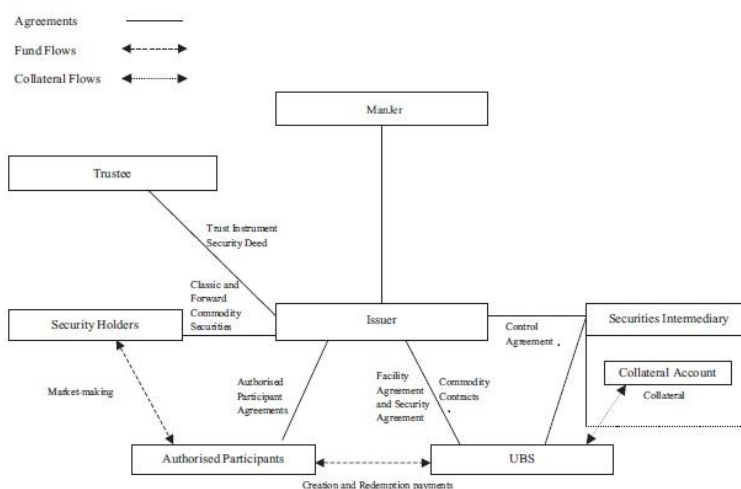 Agreements
Fund Flows
Collateral Flows
ManJer
Trustee
Trust Instrument
Security Deed
Classic and
Forward
Commodity
Securities
Security Holders
Issuer
Securities Intermediary
Control
Agreement .
Collateral Account
Collateral
Market-making
Authorised
Participant
Agreements
Facility
Agreement
and Security
Agreement
Commodity
Contracts
.
Authorised Participants
UBS
Creation and Redemption payments